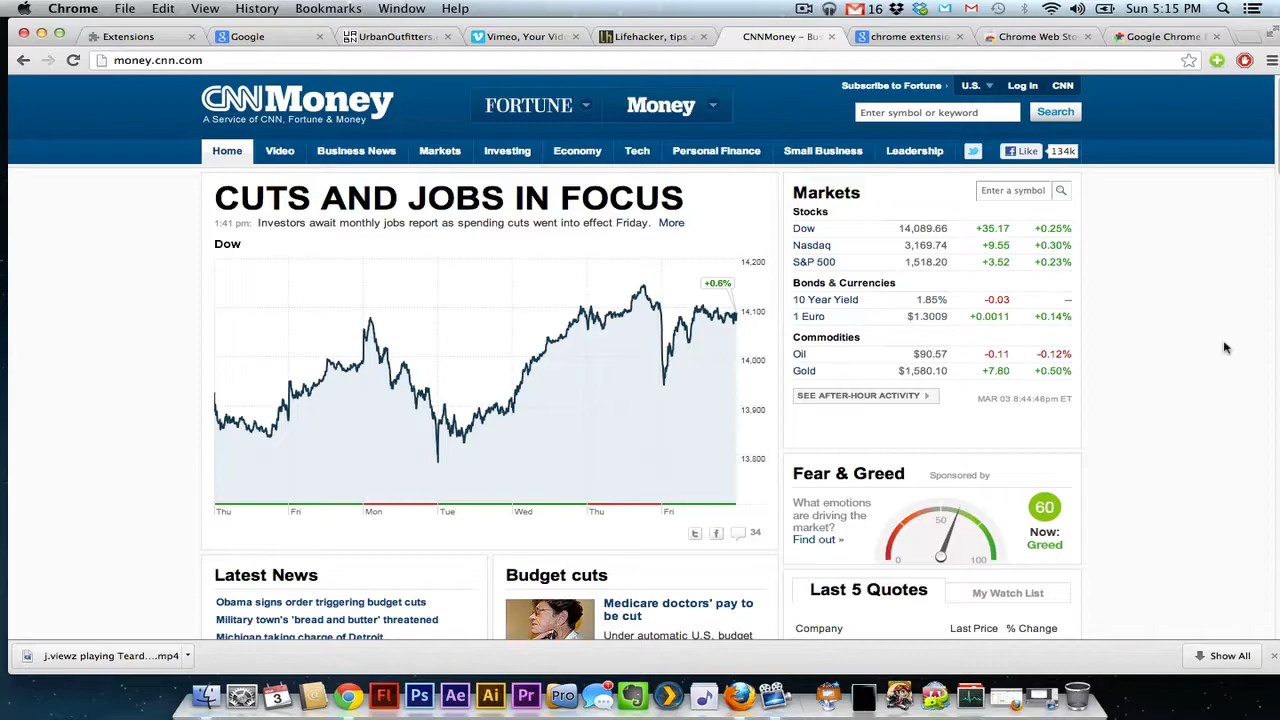 Chrome File Edit View History Bookmarks Window Help 16 Sun 5:15 PM
Extensions Google UrbanOutfitters. Vimeo, Your Vid Lifehacker, tips a CNNMoney – Bus chrome extensio Chrome Web Sto Google Chrome
money.cnn.com
Subscribe to Fortune U.S. Log In CNN
CNNMoney
A Service of CNN, Fortune & Money
FORTUNE Money
Enter symbol or keyword Search
Home Video Business News Markets Investing Economy Tech Personal Finance Small Business Leadership Like 134k
CUTS AND JOBS IN FOCUS
1:41 pm: Investors await monthly jobs report as spending cuts went into effect Friday. More
Dow
+0.6%
14,200
14,100
14,000
13,900
13,800
Thu Fri Mon Tue Wed Thu Fri
34
Markets Enter a symbol
Stocks
Dow 14,089.66 +35.17 +0.25%
Nasdaq 3,169.74 +9.55 +0.30%
S&P 500 1,518.20 +3.52 +0.23%
Bonds & Currencies
10 Year Yield 1.85% -0.03 —
1 Euro $1.3009 +0.0011 +0.14%
Commodities
Oil $90.57 -0.11 -0.12%
Gold $1,580.10 +7.80 +0.50%
SEE AFTER-HOUR ACTIVITY MAR 03 8:44:46pm ET
Fear & Greed Sponsored by
What emotions
are driving the
market?
Find out »
0 50 100
60
Now:
Greed
Latest News
Obama signs order triggering budget cuts
Military town's 'bread and butter' threatened
Michigan taking charge of Detroit
Budget cuts
Medicare doctors' pay to
be cut
Under automatic U.S. budget
Last 5 Quotes My Watch List
Company Last Price % Change
j.viewz playing Teard....mp4 Show All
3 Fl Ps Ae Ai Pr Pro